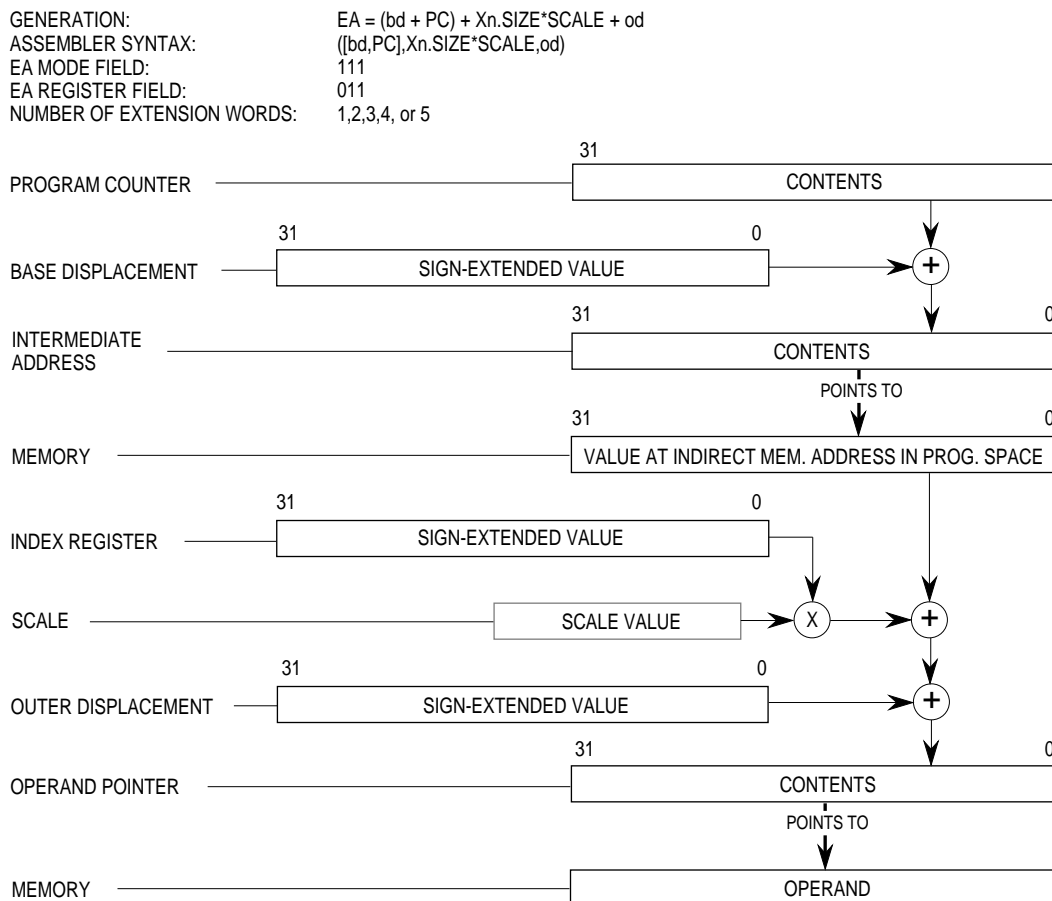 GENERATION: EA = (bd + PC) + Xn.SIZE*SCALE + od
ASSEMBLER SYNTAX: ([bd,PC],Xn.SIZE*SCALE,od)
EA MODE FIELD: 111
EA REGISTER FIELD: 011
NUMBER OF EXTENSION WORDS: 1,2,3,4, or 5
31
PROGRAM COUNTER CONTENTS
31 0
BASE DISPLACEMENT SIGN-EXTENDED VALUE +
31 0
INTERMEDIATE
ADDRESS
CONTENTS
POINTS TO
31 0
MEMORY VALUE AT INDIRECT MEM. ADDRESS IN PROG. SPACE
31 0
INDEX REGISTER SIGN-EXTENDED VALUE
SCALE SCALE VALUE X +
31 0
OUTER DISPLACEMENT SIGN-EXTENDED VALUE +
31 0
OPERAND POINTER CONTENTS
POINTS TO
MEMORY OPERAND